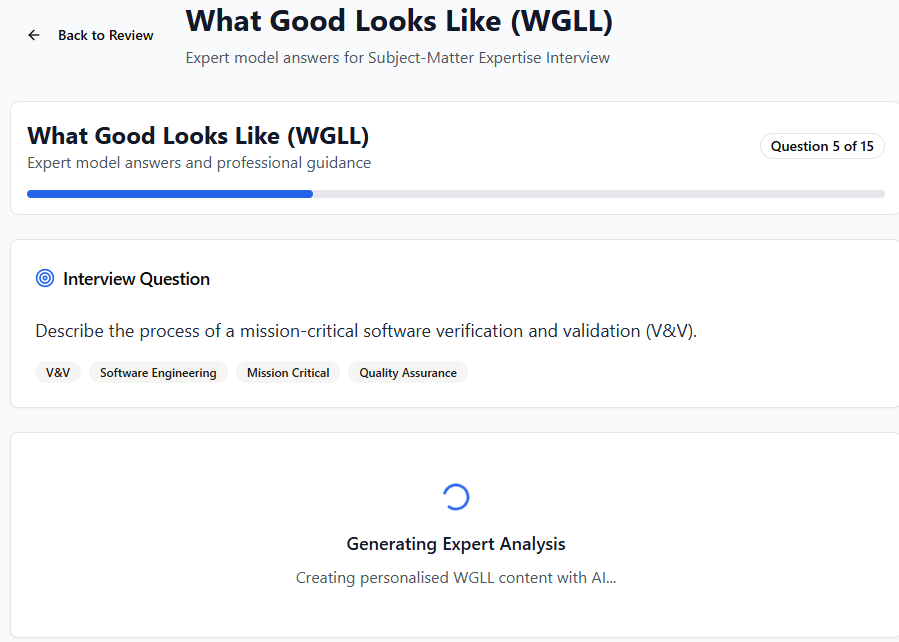 What Good Looks Like (WGLL)
Back to Review
Expert model answers for Subject-Matter Expertise Interview
What Good Looks Like (WGLL)
Expert model answers and professional guidance
Question 5 of 15
Interview Question
Describe the process of a mission-critical software verification and validation (V&V).
V&V Software Engineering Mission Critical Quality Assurance
Generating Expert Analysis
Creating personalised WGLL content with AI...